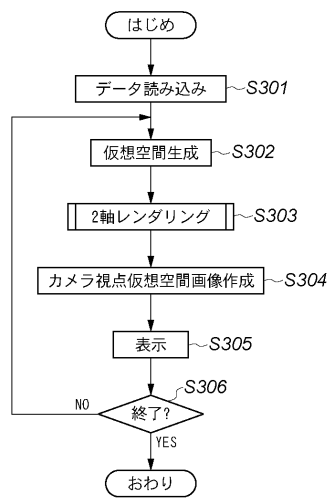 はじめ
データ読み込み S301
仮想空間生成 S302
2軸レンダリング S303
カメラ視点仮想空間画像作成 S304
表示 S305
S306
終了?
NO
YES
おわり